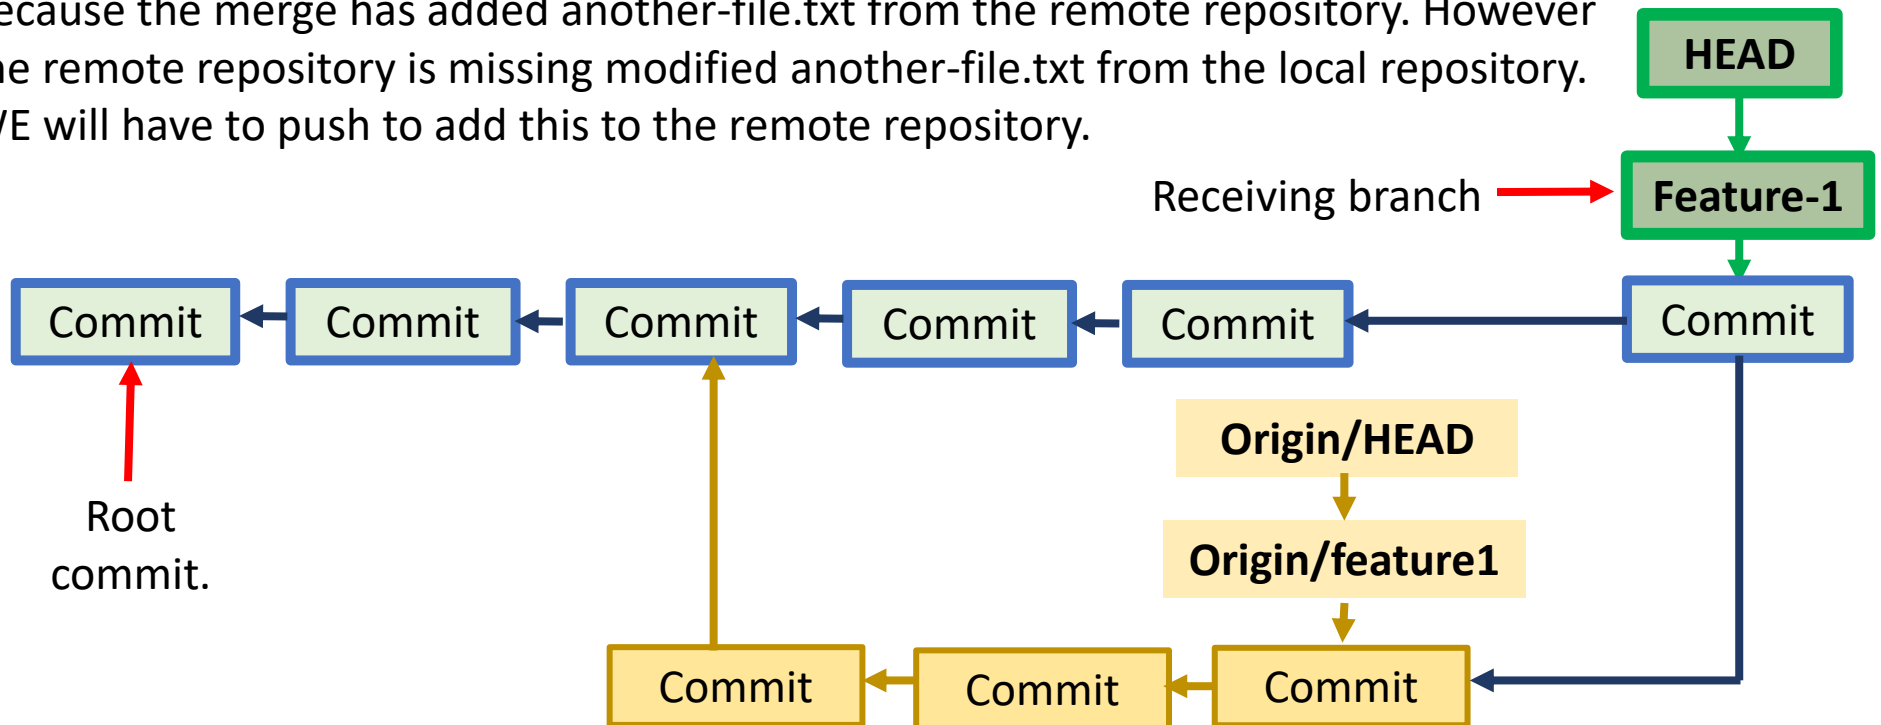 ecause the merge has added another-file.txt from the remote repository. However
he remote repository is missing modified another-file.txt from the local repository.
VE will have to push to add this to the remote repository.
HEAD
Receiving branch
Feature-1
Commit
Commit
Commit
Commit
Commit
Commit
Origin/HEAD
Root
commit.
Origin/feature1
Commit
Commit
Commit